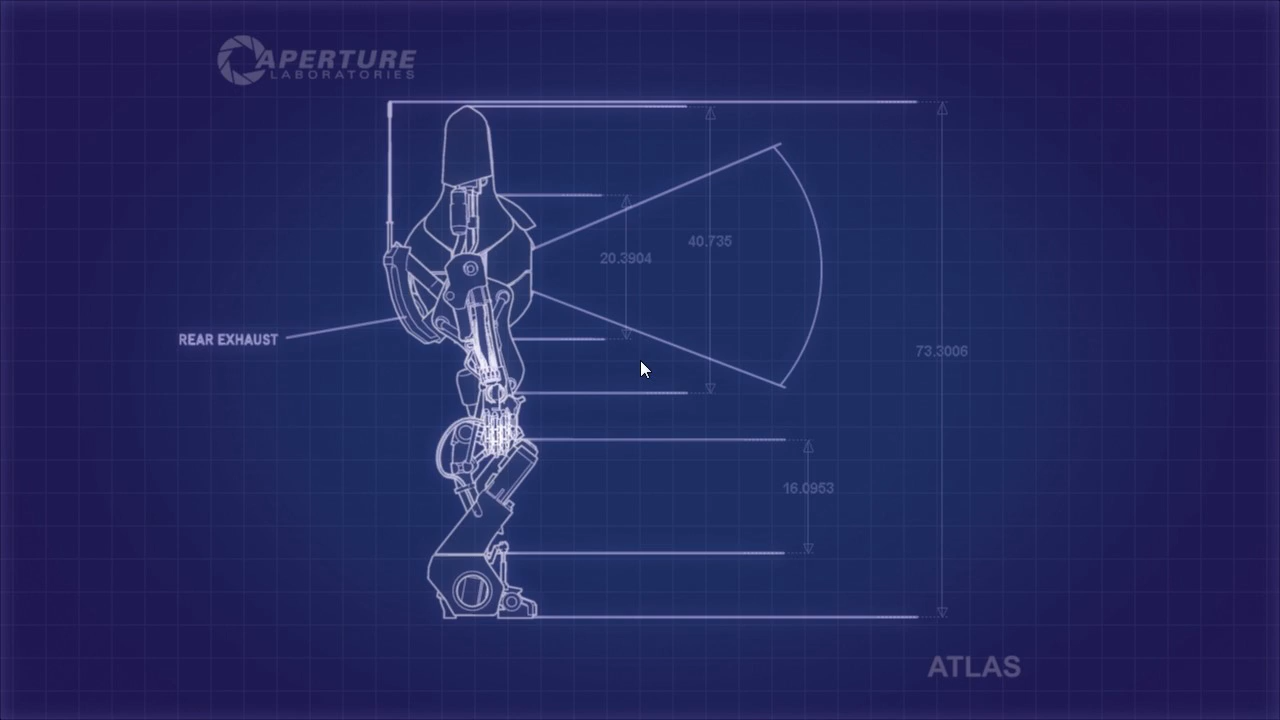 APERTURE
LABORATORIES
40.735
20.3904
REAR EXHAUST
73.3006
16.0953
ATLAS